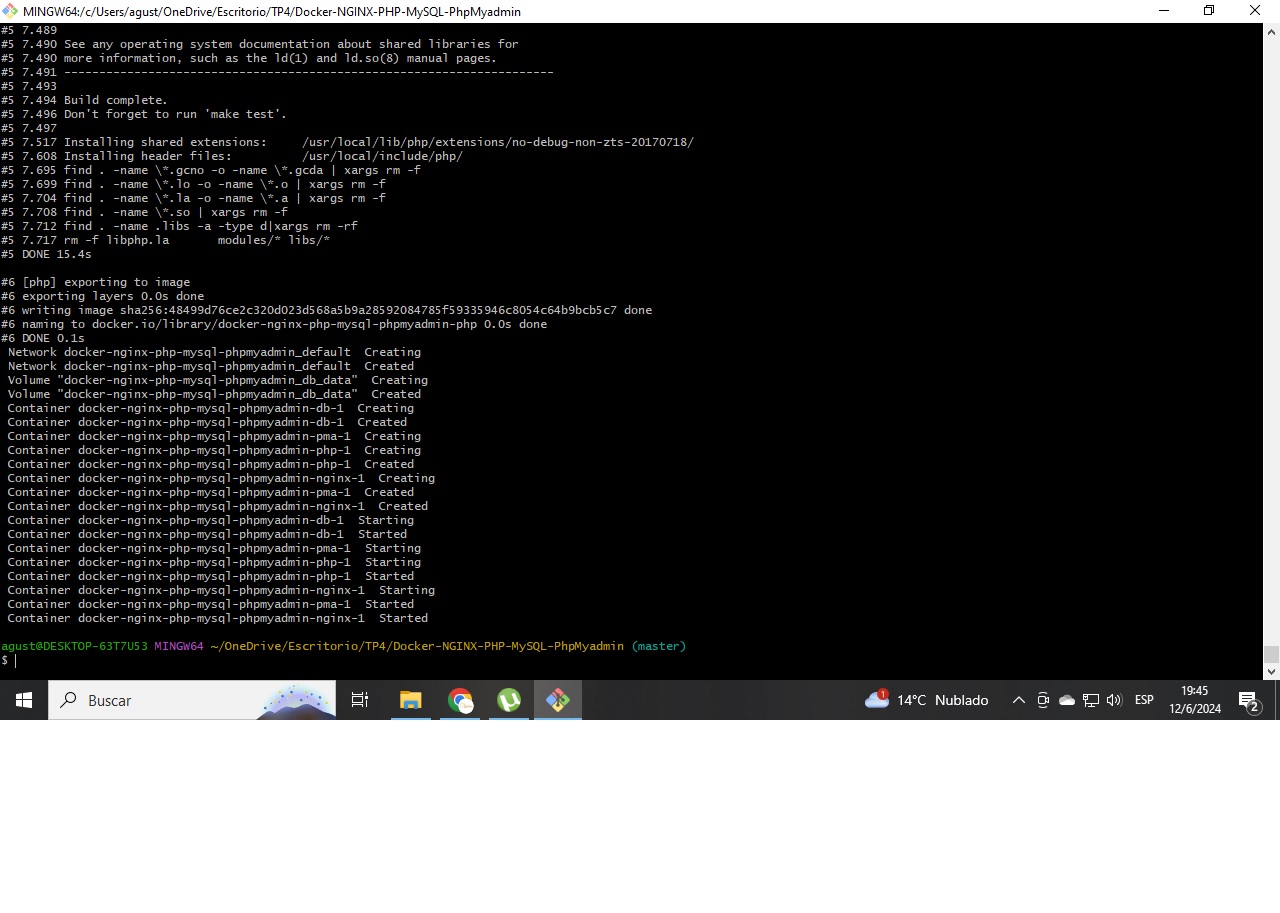 MINGW64:/c/Users/agust/OneDrive/Escritorio/TP4/Docker-NGINX-PHP-MySQL-PhpMyadmin
#5 7.489
#5 7.490 See any operating system documentation about shared libraries for
#5 7.490 more information, such as the ld(1) and ld.so(8) manual pages.
#5 7.491 ----------------------------------------------------------------------
#5 7.493
#5 7.494 Build complete.
#5 7.496 Don't forget to run 'make test'.
#5 7.497
#5 7.517 Installing shared extensions:     /usr/local/lib/php/extensions/no-debug-non-zts-20170718/
#5 7.608 Installing header files:          /usr/local/include/php/
#5 7.695 find . -name \*.gcno -o -name \*.gcda | xargs rm -f
#5 7.699 find . -name \*.lo -o -name \*.o | xargs rm -f
#5 7.704 find . -name \*.la -o -name \*.a | xargs rm -f
#5 7.708 find . -name \*.so | xargs rm -f
#5 7.712 find . -name .libs -a -type d|xargs rm -rf
#5 7.717 rm -f libphp.la       modules/* libs/*
#5 DONE 15.4s
#6 [php] exporting to image
#6 exporting layers 0.0s done
#6 writing image sha256:48499d76ce2c320d023d568a5b9a28592084785f59335946c8054c64b9bcb5c7 done
#6 naming to docker.io/library/docker-nginx-php-mysql-phpmyadmin-php 0.0s done
#6 DONE 0.1s
Network docker-nginx-php-mysql-phpmyadmin_default  Creating
Network docker-nginx-php-mysql-phpmyadmin_default  Created
Volume "docker-nginx-php-mysql-phpmyadmin_db_data"  Creating
Volume "docker-nginx-php-mysql-phpmyadmin_db_data"  Created
Container docker-nginx-php-mysql-phpmyadmin-db-1  Creating
Container docker-nginx-php-mysql-phpmyadmin-db-1  Created
Container docker-nginx-php-mysql-phpmyadmin-pma-1  Creating
Container docker-nginx-php-mysql-phpmyadmin-php-1  Creating
Container docker-nginx-php-mysql-phpmyadmin-php-1  Created
Container docker-nginx-php-mysql-phpmyadmin-nginx-1  Creating
Container docker-nginx-php-mysql-phpmyadmin-pma-1  Created
Container docker-nginx-php-mysql-phpmyadmin-nginx-1  Created
Container docker-nginx-php-mysql-phpmyadmin-db-1  Starting
Container docker-nginx-php-mysql-phpmyadmin-db-1  Started
Container docker-nginx-php-mysql-phpmyadmin-pma-1  Starting
Container docker-nginx-php-mysql-phpmyadmin-php-1  Starting
Container docker-nginx-php-mysql-phpmyadmin-php-1  Started
Container docker-nginx-php-mysql-phpmyadmin-nginx-1  Starting
Container docker-nginx-php-mysql-phpmyadmin-pma-1  Started
Container docker-nginx-php-mysql-phpmyadmin-nginx-1  Started
agust@DESKTOP-63T7U53 MINGW64 ~/OneDrive/Escritorio/TP4/Docker-NGINX-PHP-MySQL-PhpMyadmin (master)
$
Buscar
1
14°C Nublado
ESP
19:45
12/6/2024
2